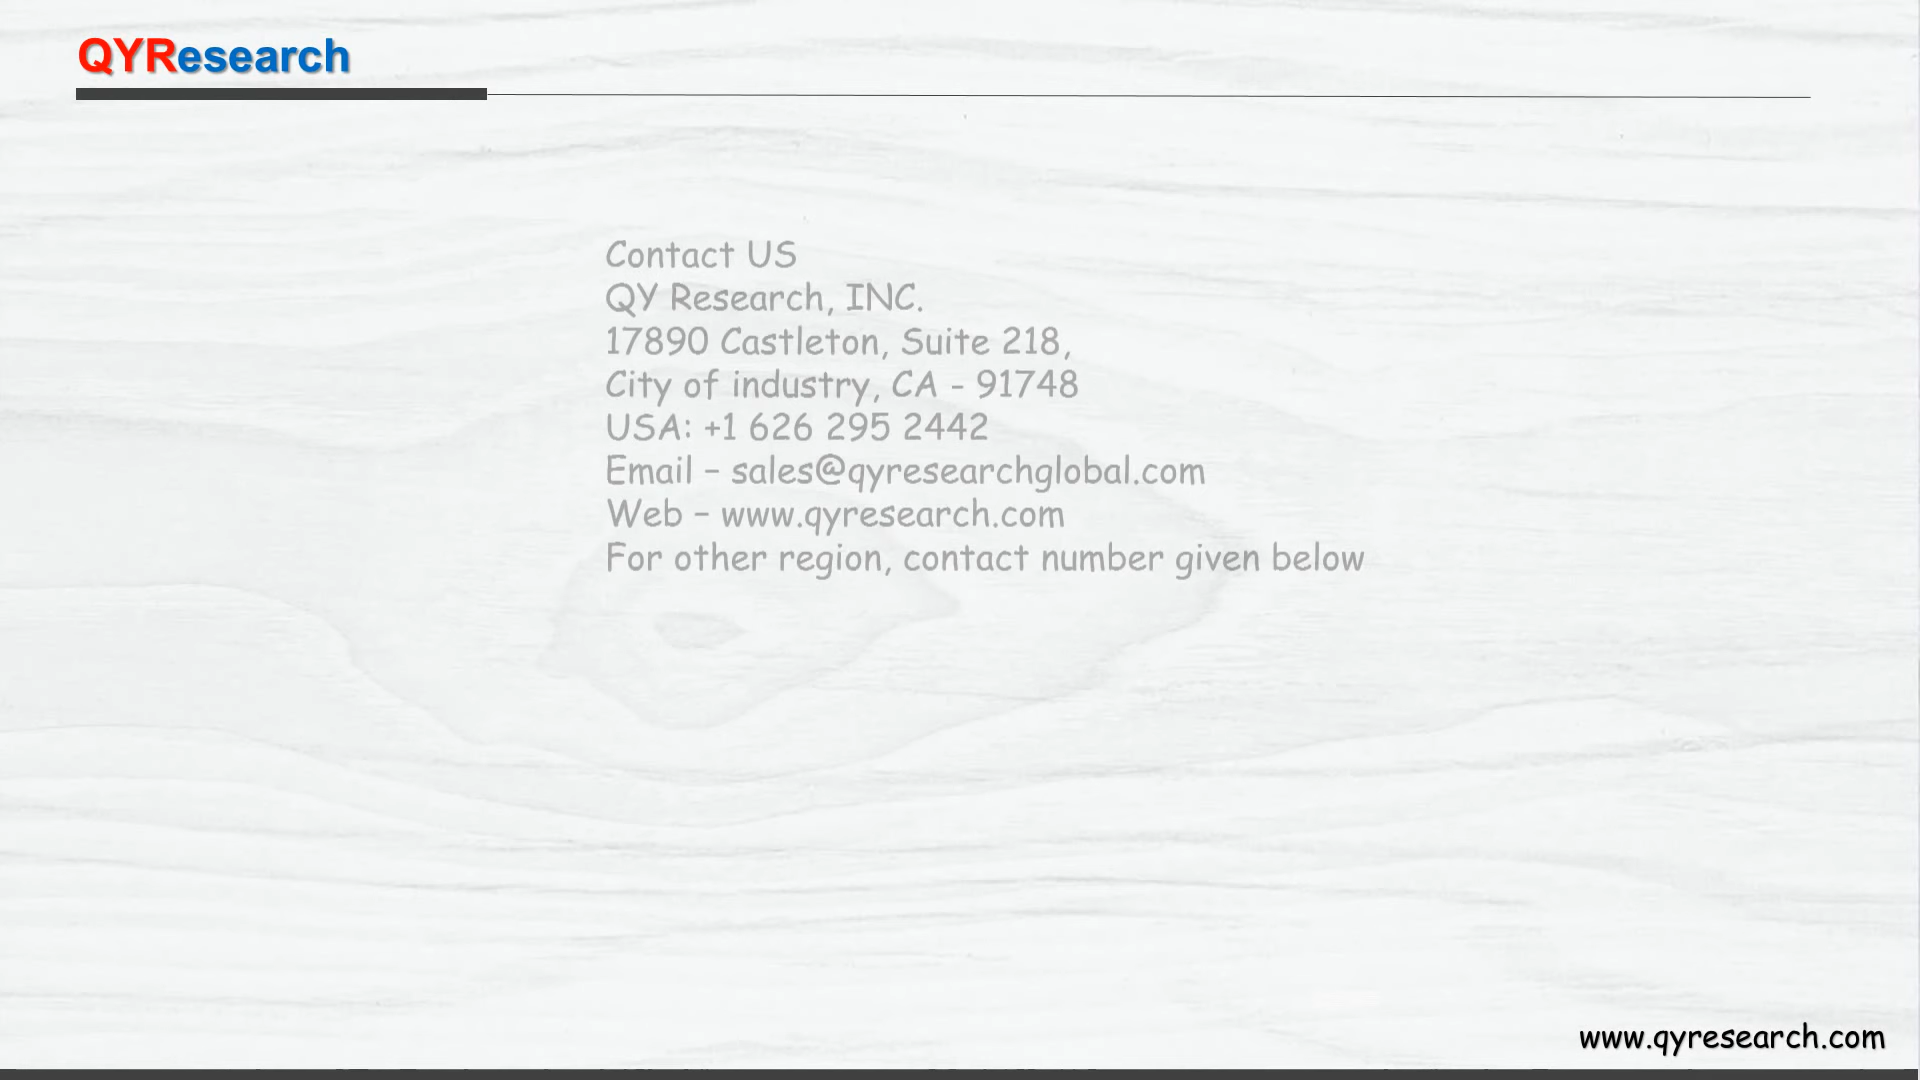 QYResearch
Contact US
QY Research, INC.
17890 Castleton, Suite 218,
City of industry, CA - 91748
USA: +1 626 295 2442
Email – sales@qyresearchglobal.com
Web – www.qyresearch.com
For other region, contact number given below
www.qyresearch.com